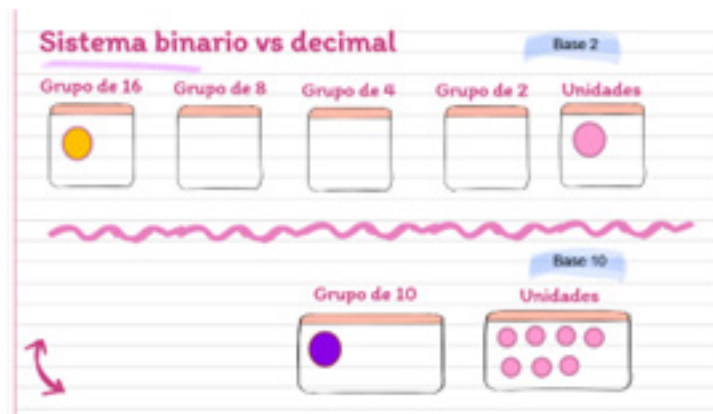 Sistema binario vs decimal
Base 2
Grupo de 16 Grupo de 8 Grupo de 4 Grupo de 2 Unidades
Base 10
Grupo de 10 Unidades